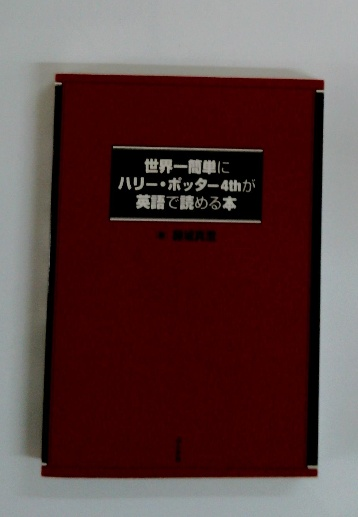 世界一簡単に
ハリー・ポッター4thが
英語で読める本